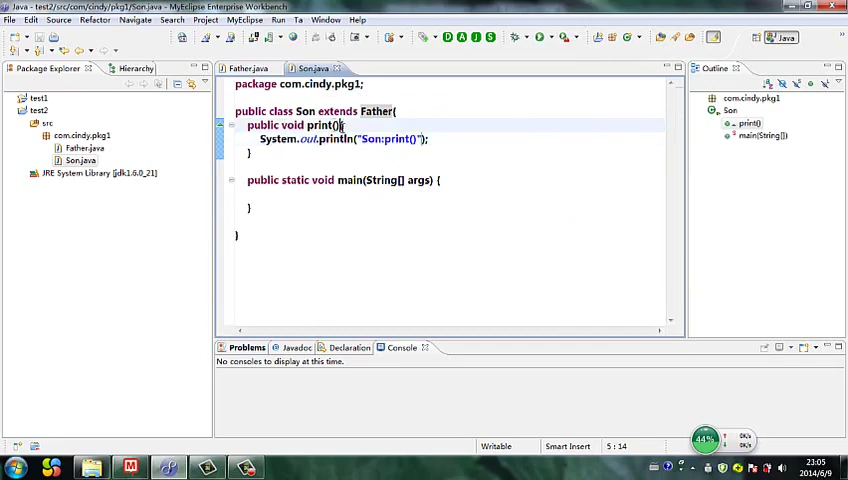 Java - test2/src/com/cindy/pkg1/Son.java - MyEclipse Enterprise Workbench
File Edit Source Refactor Navigate Search Project MyEclipse Run Tools Window Help
Java
Package Explorer Hierarchy
test1
test2
src
com.cindy.pkg1
Father.java
Son.java
JRE System Library [jdk1.6.0_21]
Father.java Son.java
package com.cindy.pkg1;
public class Son extends Father{
public void print(){
System.out.println("Son:print()");
}
public static void main(String[] args) {
}
}
Outline
com.cindy.pkg1
Son
print()
main(String[])
Problems Javadoc Declaration Console
No consoles to display at this time.
Writable Smart Insert 5 : 14
44% 0K/s
0K/s
23:05
2014/6/9